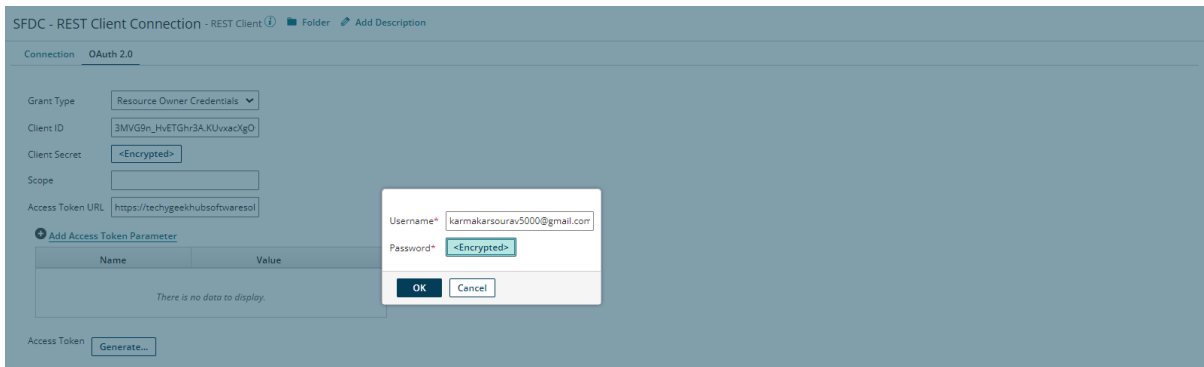 SFDC - REST Client Connection - REST Client i Folder Add Description
Connection OAuth 2.0
Grant Type Resource Owner Credentials
Client ID 3MVG9n_HvETGhr3A.KUvxacXgO
Client Secret <Encrypted>
Scope
Access Token URL https://techygeekhubsoftwaresol
Add Access Token Parameter
Name Value
There is no data to display.
Access Token Generate...
Username* karmakarsourav5000@gmail.com
Password* <Encrypted>
OK Cancel